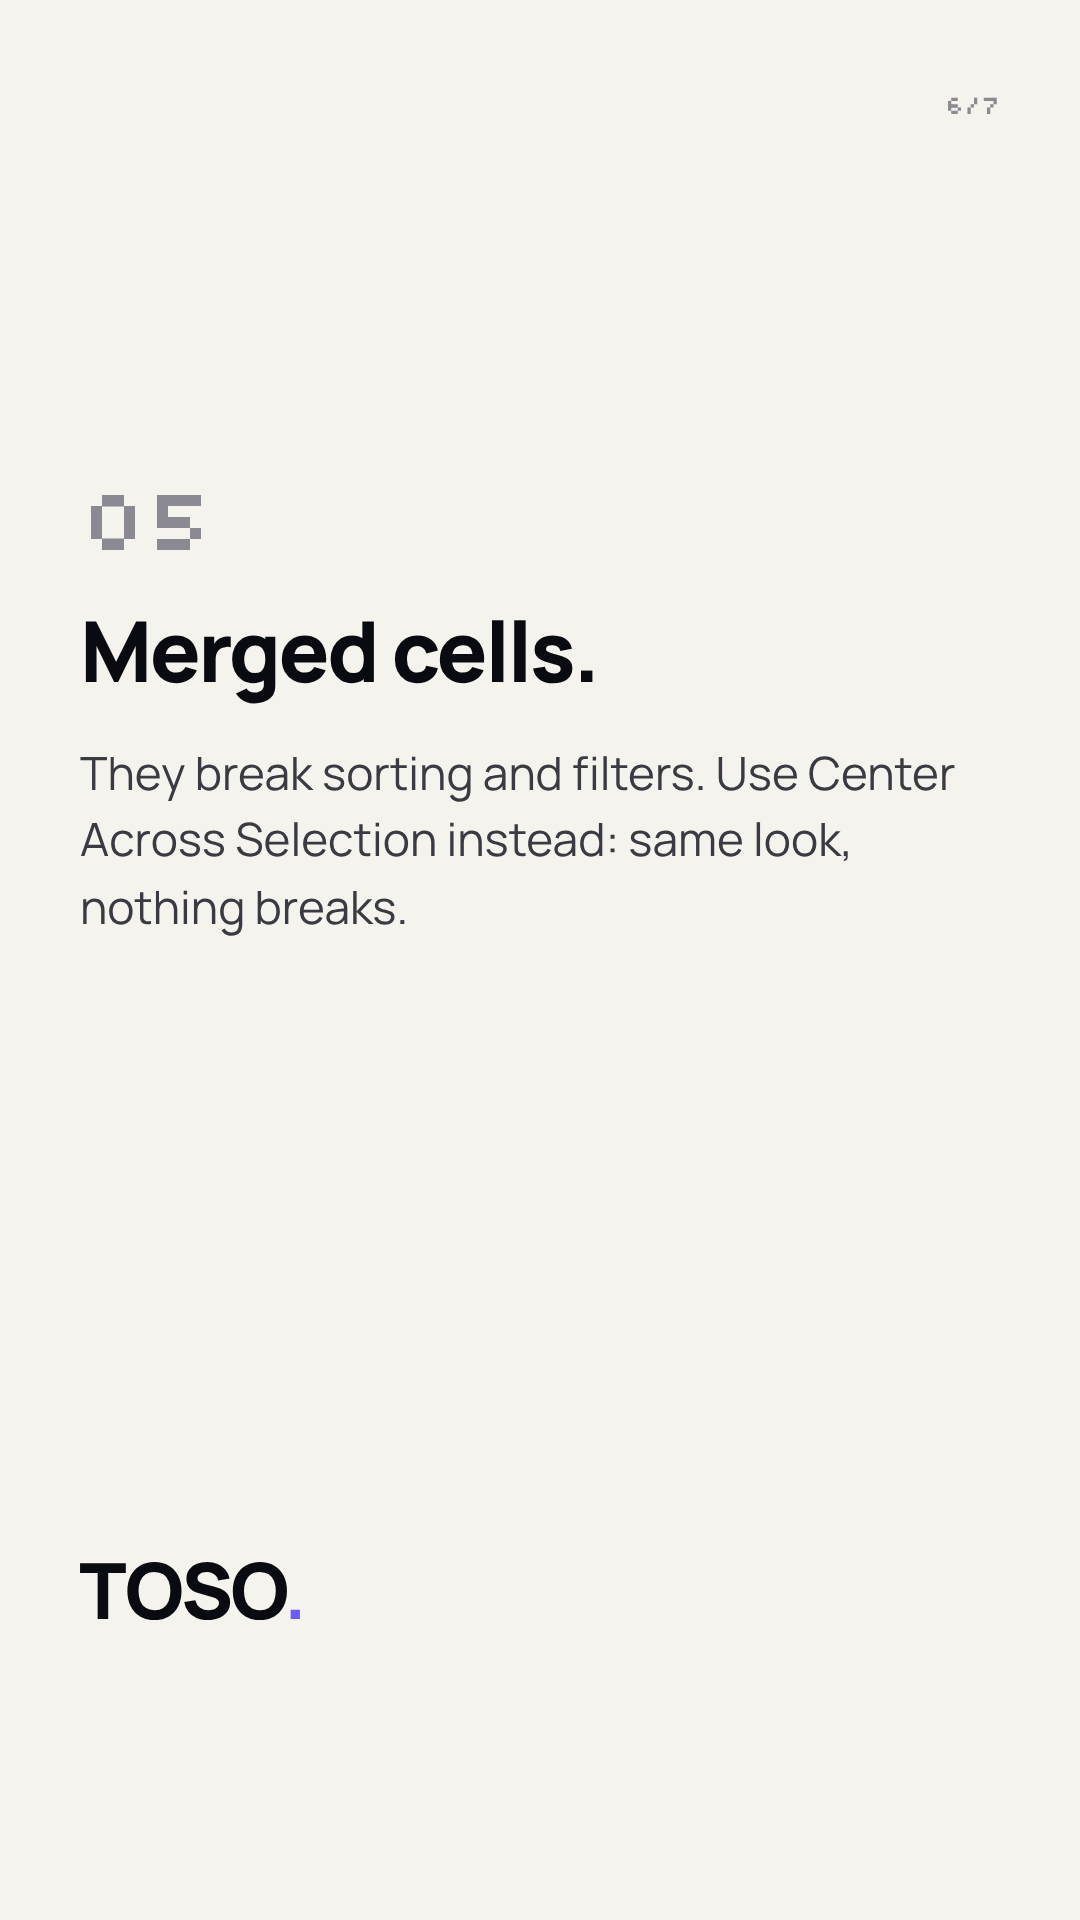 6/7
05
Merged cells.
They break sorting and filters. Use Center
Across Selection instead: same look,
nothing breaks.
TOSO.